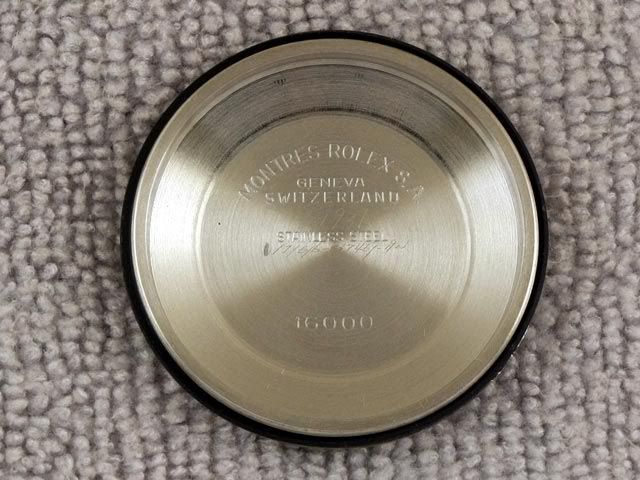 MONTRES ROLEX S.A
GENEVA
SWITZERLAND
STAINLESS STEEL
16000